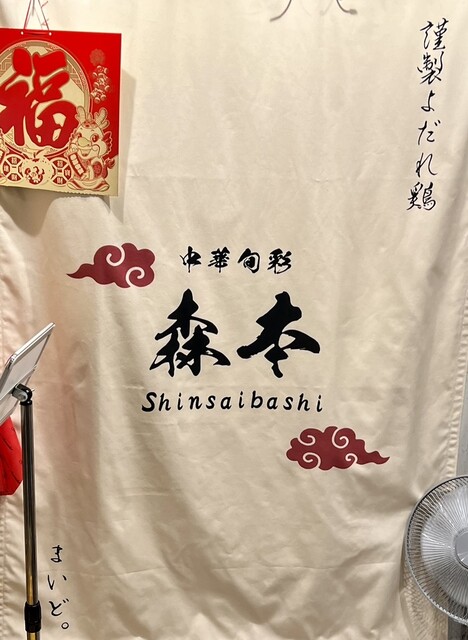 福
謹製よだれ鶏
中華旬彩
森本
Shinsaibashi
まいど。